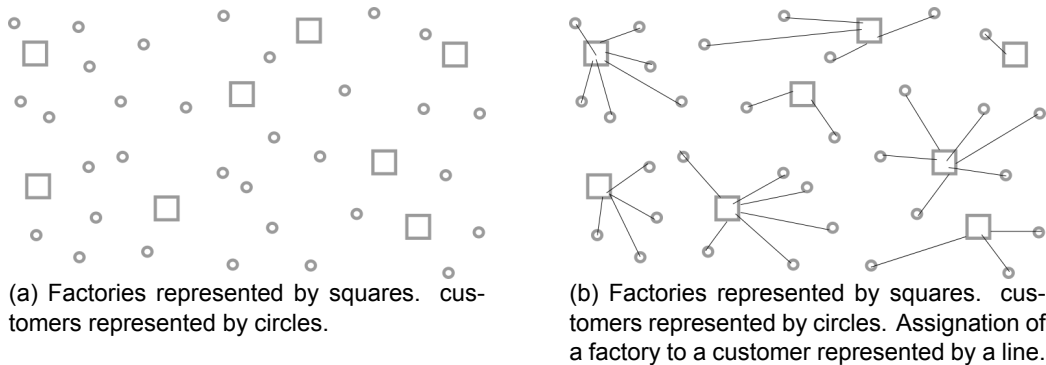 (a) Factories represented by squares. cus-
tomers represented by circles.
(b) Factories represented by squares. cus-
tomers represented by circles. Assignation of
a factory to a customer represented by a line.